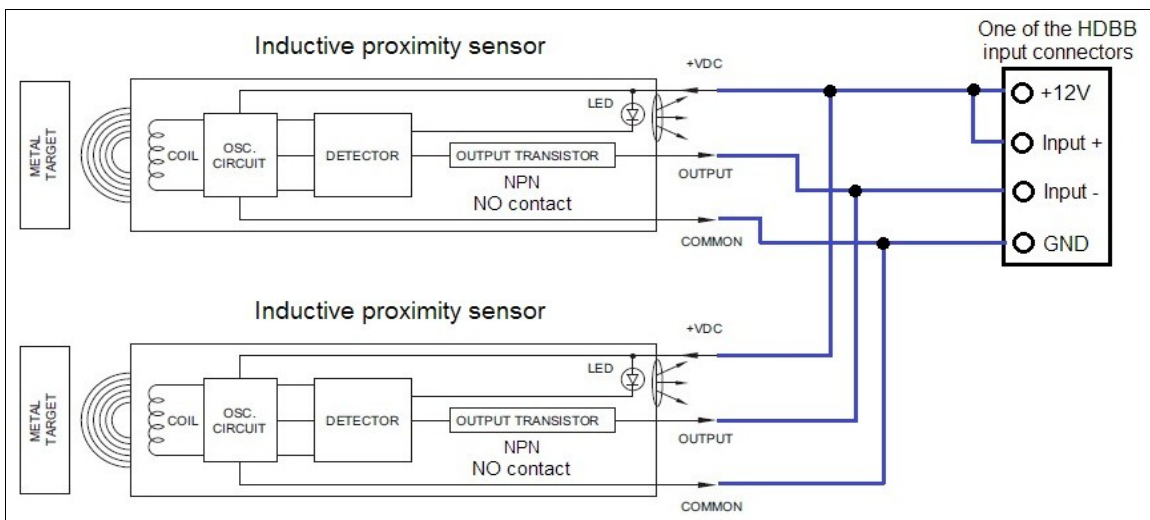 One of the HDBB
input connectors
Inductive proximity sensor
+VDC
+12V
LED
METAL
TARGET
COIL
OSC.
CIRCUIT
DETECTOR
OUTPUT TRANSISTOR
NPN
NO contact
OUTPUT
COMMON
Input +
Input -
GND
Inductive proximity sensor
+VDC
LED
METAL
TARGET
COIL
OSC.
CIRCUIT
DETECTOR
OUTPUT TRANSISTOR
NPN
NO contact
OUTPUT
COMMON